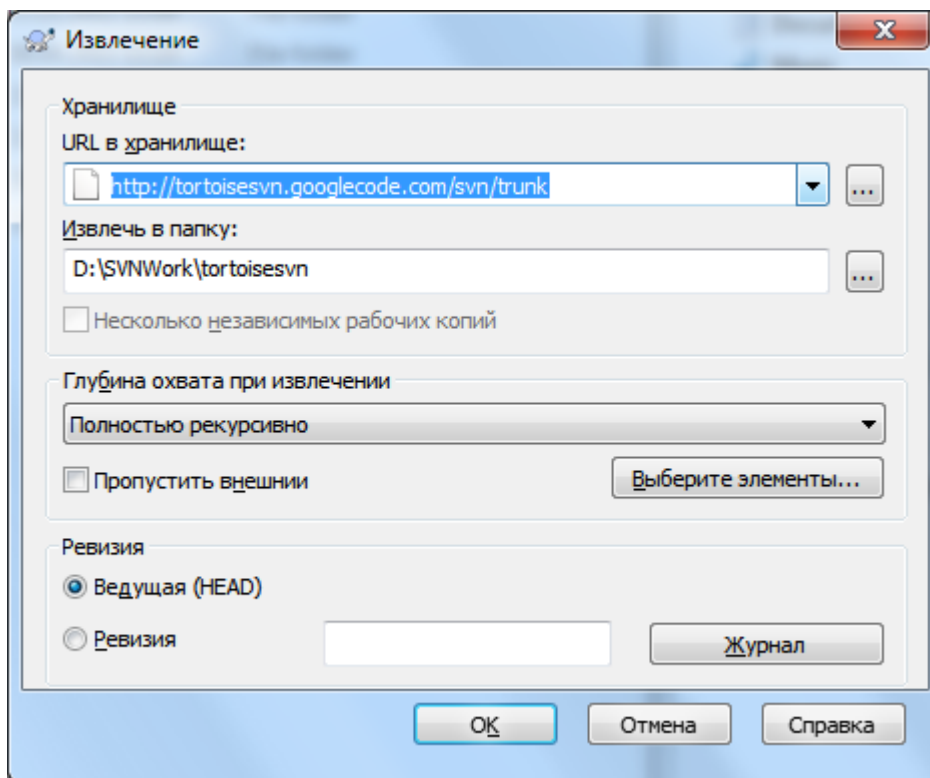 Извлечение
Хранилище
URL в хранилище:
http://tortoisesvn.googlecode.com/svn/trunk
...
Извлечь в папку:
D:\SVNWork\tortoisesvn
...
Несколько независимых рабочих копий
Глубина охвата при извлечении
Полностью рекурсивно
Пропустить внешнии
Выберите элементы...
Ревизия
Ведущая (HEAD)
Ревизия
Журнал
OK
Отмена
Справка